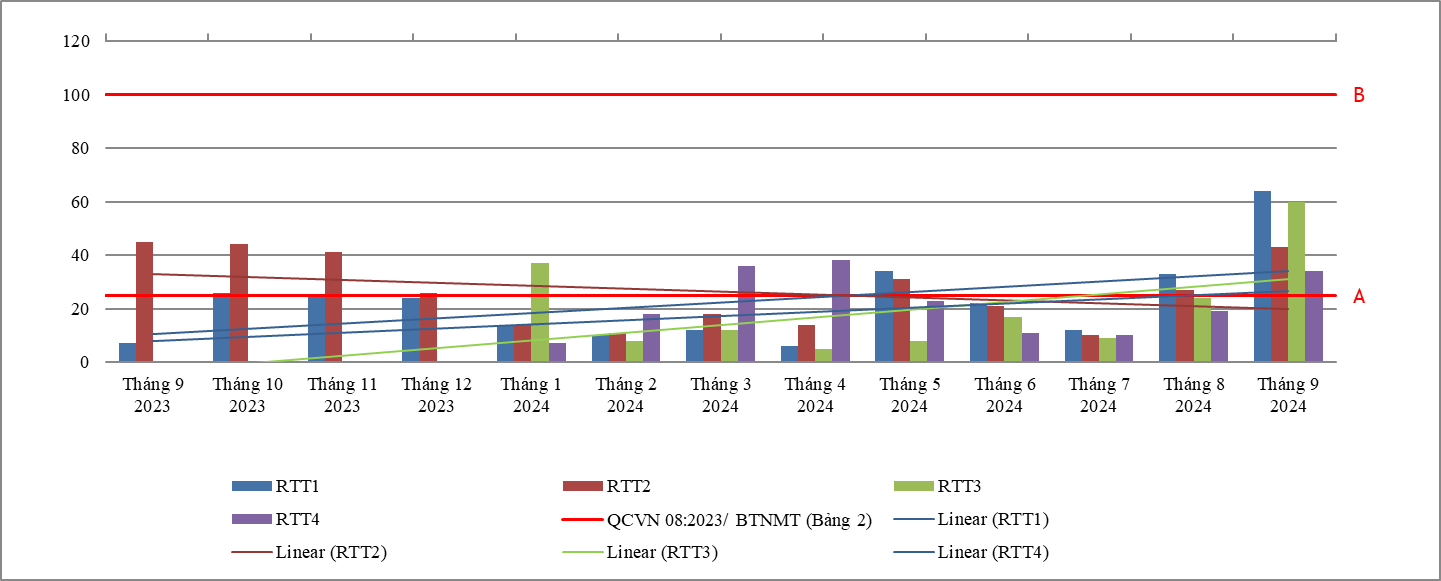 120
100
B
80
60
40
20
A
0
Tháng 9 2023
Tháng 10 2023
Tháng 11 2023
Tháng 12 2023
Tháng 1 2024
Tháng 2 2024
Tháng 3 2024
Tháng 4 2024
Tháng 5 2024
Tháng 6 2024
Tháng 7 2024
Tháng 8 2024
Tháng 9 2024
RTT1
RTT2
RTT3
RTT4
QCVN 08:2023/ BTNMT (Bảng 2)
Linear (RTT1)
Linear (RTT2)
Linear (RTT3)
Linear (RTT4)